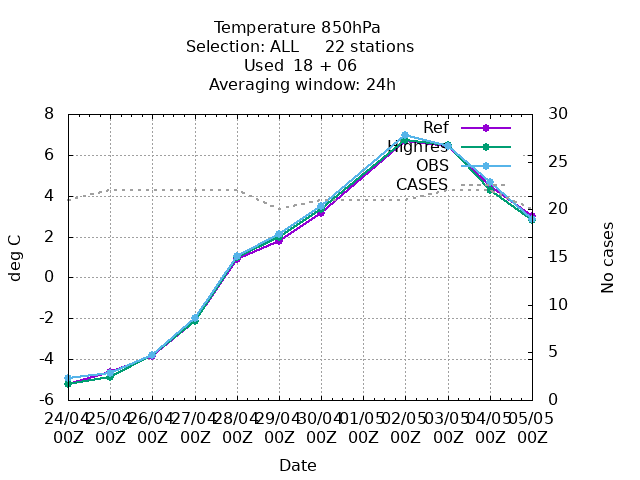 Temperature 850hPa
Selection: ALL 22 stations
Used 18 + 06
Averaging window: 24h
8 30
Ref
Highres
6 25
OBS
CASES
4 20
2
15
0
10
-2
5
-4
-6 0
deg C
No cases
24/04 25/04 26/04 27/04 28/04 29/04 30/04 01/05 02/05 03/05 04/05 05/05
00Z 00Z 00Z 00Z 00Z 00Z 00Z 00Z 00Z 00Z 00Z 00Z
Date